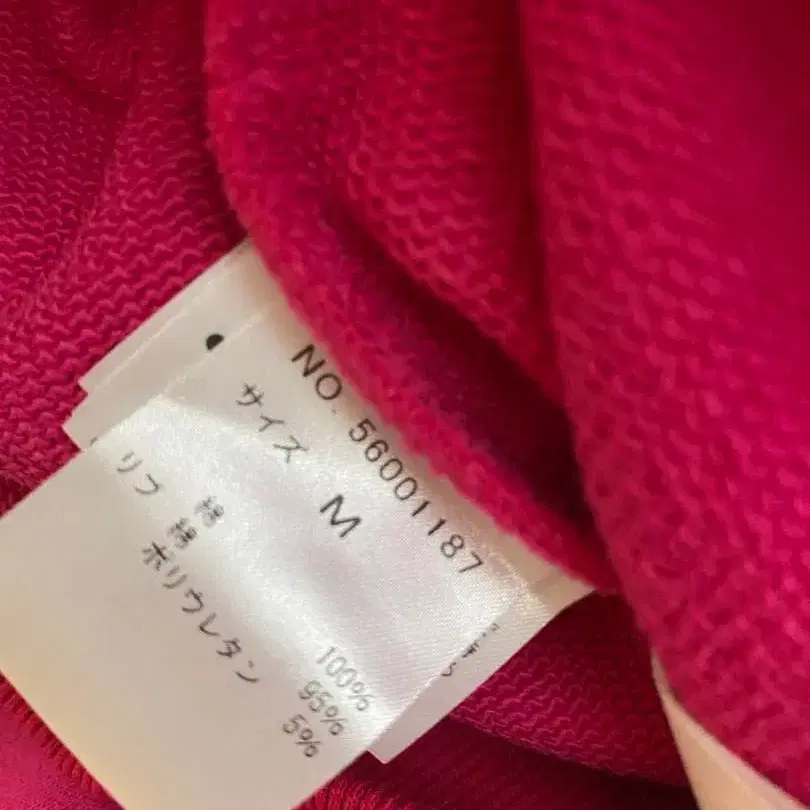 NO. 56001187
サイズ M
綿 100%
リブ 綿 95%
ポリウレタン 5%